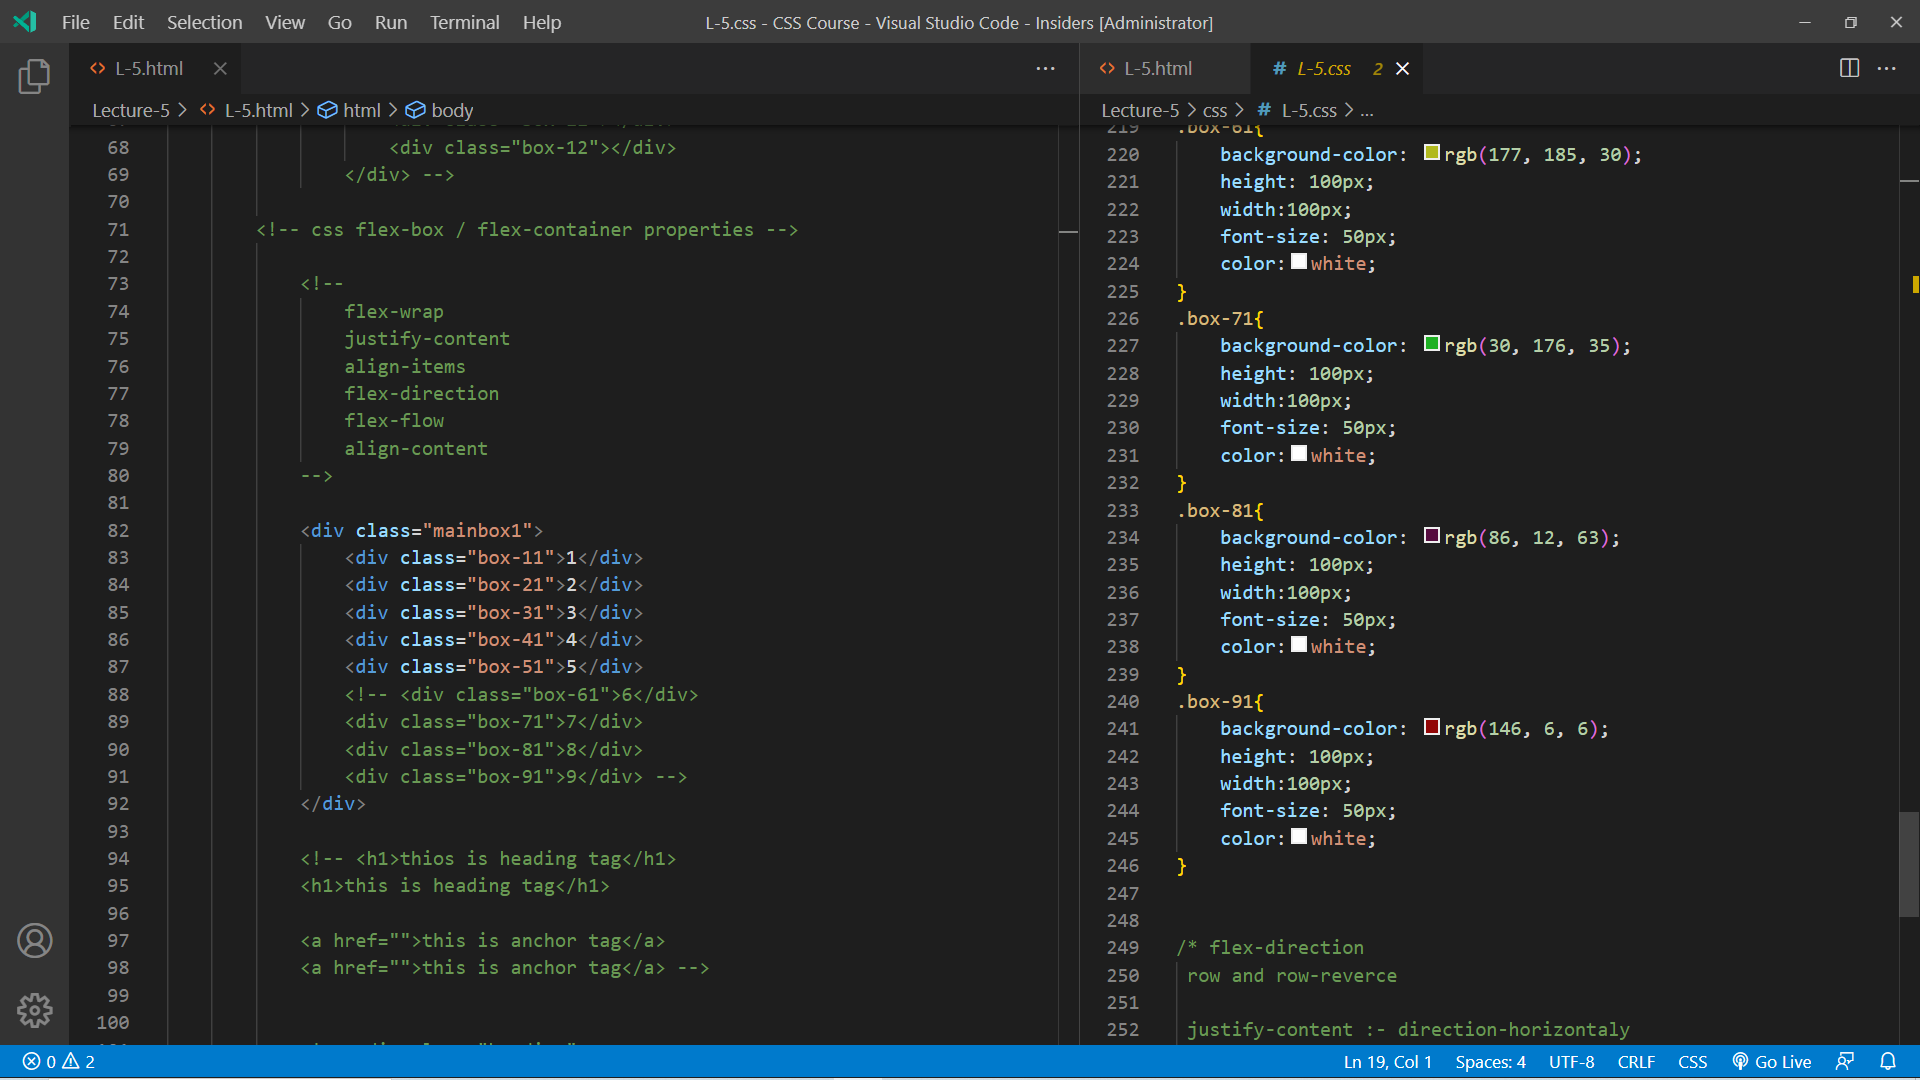 File Edit Selection View Go Run Terminal Help
L-5.css - CSS Course - Visual Studio Code - Insiders [Administrator]
L-5.html
Lecture-5 > L-5.html > html > body
68 <div class="box-12"></div>
69 </div> -->
70
71 <!-- css flex-box / flex-container properties -->
72
73 <!--
74 flex-wrap
75 justify-content
76 align-items
77 flex-direction
78 flex-flow
79 align-content
80 -->
81
82 <div class="mainbox1">
83 <div class="box-11">1</div>
84 <div class="box-21">2</div>
85 <div class="box-31">3</div>
86 <div class="box-41">4</div>
87 <div class="box-51">5</div>
88 <!-- <div class="box-61">6</div>
89 <div class="box-71">7</div>
90 <div class="box-81">8</div>
91 <div class="box-91">9</div> -->
92 </div>
93
94 <!-- <h1>thios is heading tag</h1>
95 <h1>this is heading tag</h1>
96
97 <a href="">this is anchor tag</a>
98 <a href="">this is anchor tag</a> -->
99
100
L-5.html
# L-5.css 2
Lecture-5 > css > # L-5.css > ...
219 .box-61{
220 background-color: rgb(177, 185, 30);
221 height: 100px;
222 width:100px;
223 font-size: 50px;
224 color: white;
225 }
226 .box-71{
227 background-color: rgb(30, 176, 35);
228 height: 100px;
229 width:100px;
230 font-size: 50px;
231 color: white;
232 }
233 .box-81{
234 background-color: rgb(86, 12, 63);
235 height: 100px;
236 width:100px;
237 font-size: 50px;
238 color: white;
239 }
240 .box-91{
241 background-color: rgb(146, 6, 6);
242 height: 100px;
243 width:100px;
244 font-size: 50px;
245 color: white;
246 }
247
248
249 /* flex-direction
250 row and row-reverce
251
252 justify-content :- direction-horizontaly
0 2
Ln 19, Col 1 Spaces: 4 UTF-8 CRLF CSS Go Live